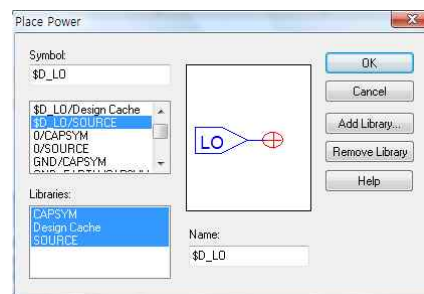 Place Power
Symbol:
$D_LO
$D_LO/Design Cache
$D_LO/SOURCE
0/CAPSYM
0/SOURCE
GND/CAPSYM
Libraries:
CAPSYM
Design Cache
SOURCE
LO
Name:
$D_LO
OK
Cancel
Add Library...
Remove Library
Help